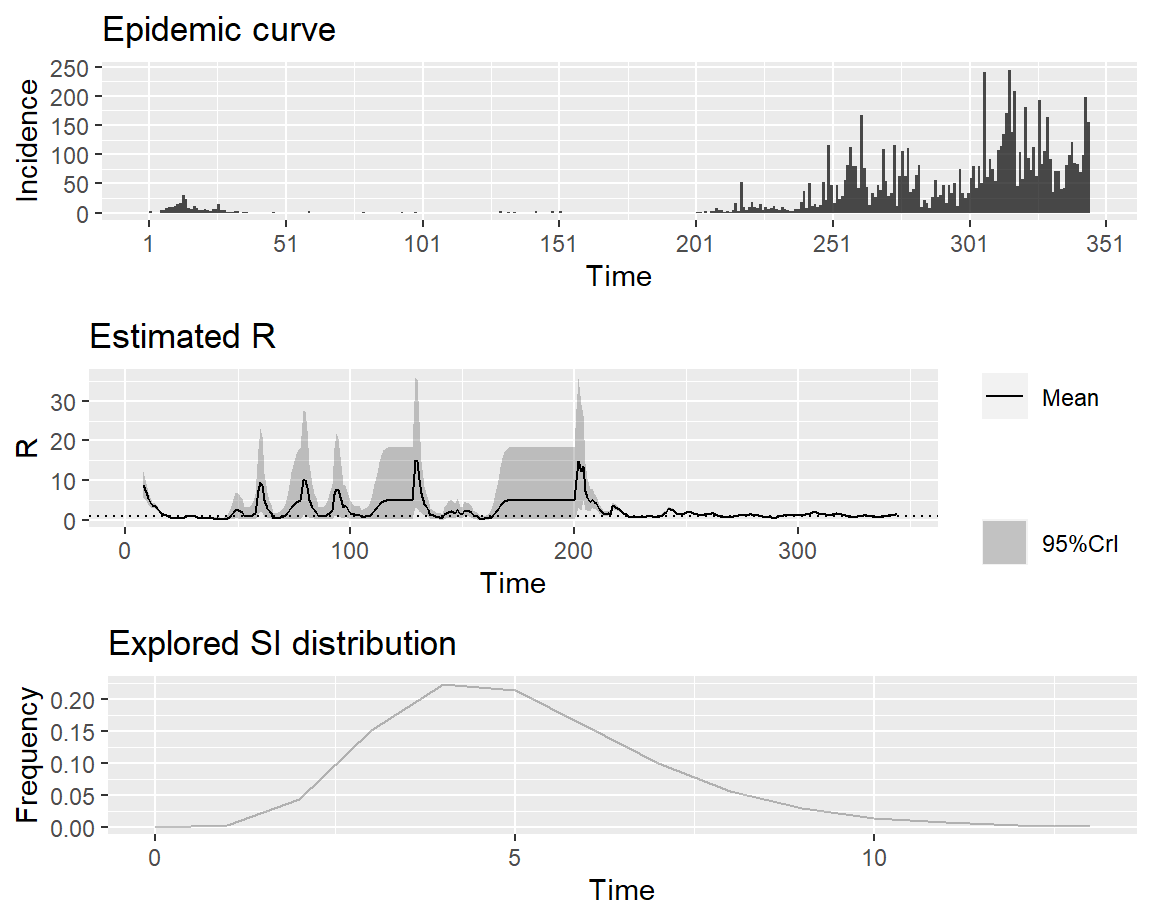 Epidemic curve
250
200
150
100
50
0
Incidence
1 51 101 151 201 251 301 351
Time
Estimated R
30
20
10
0
R
0 100 200 300
Time
Mean
95%CrI
Explored SI distribution
0.20
0.15
0.10
0.05
0.00
Frequency
0 5 10
Time